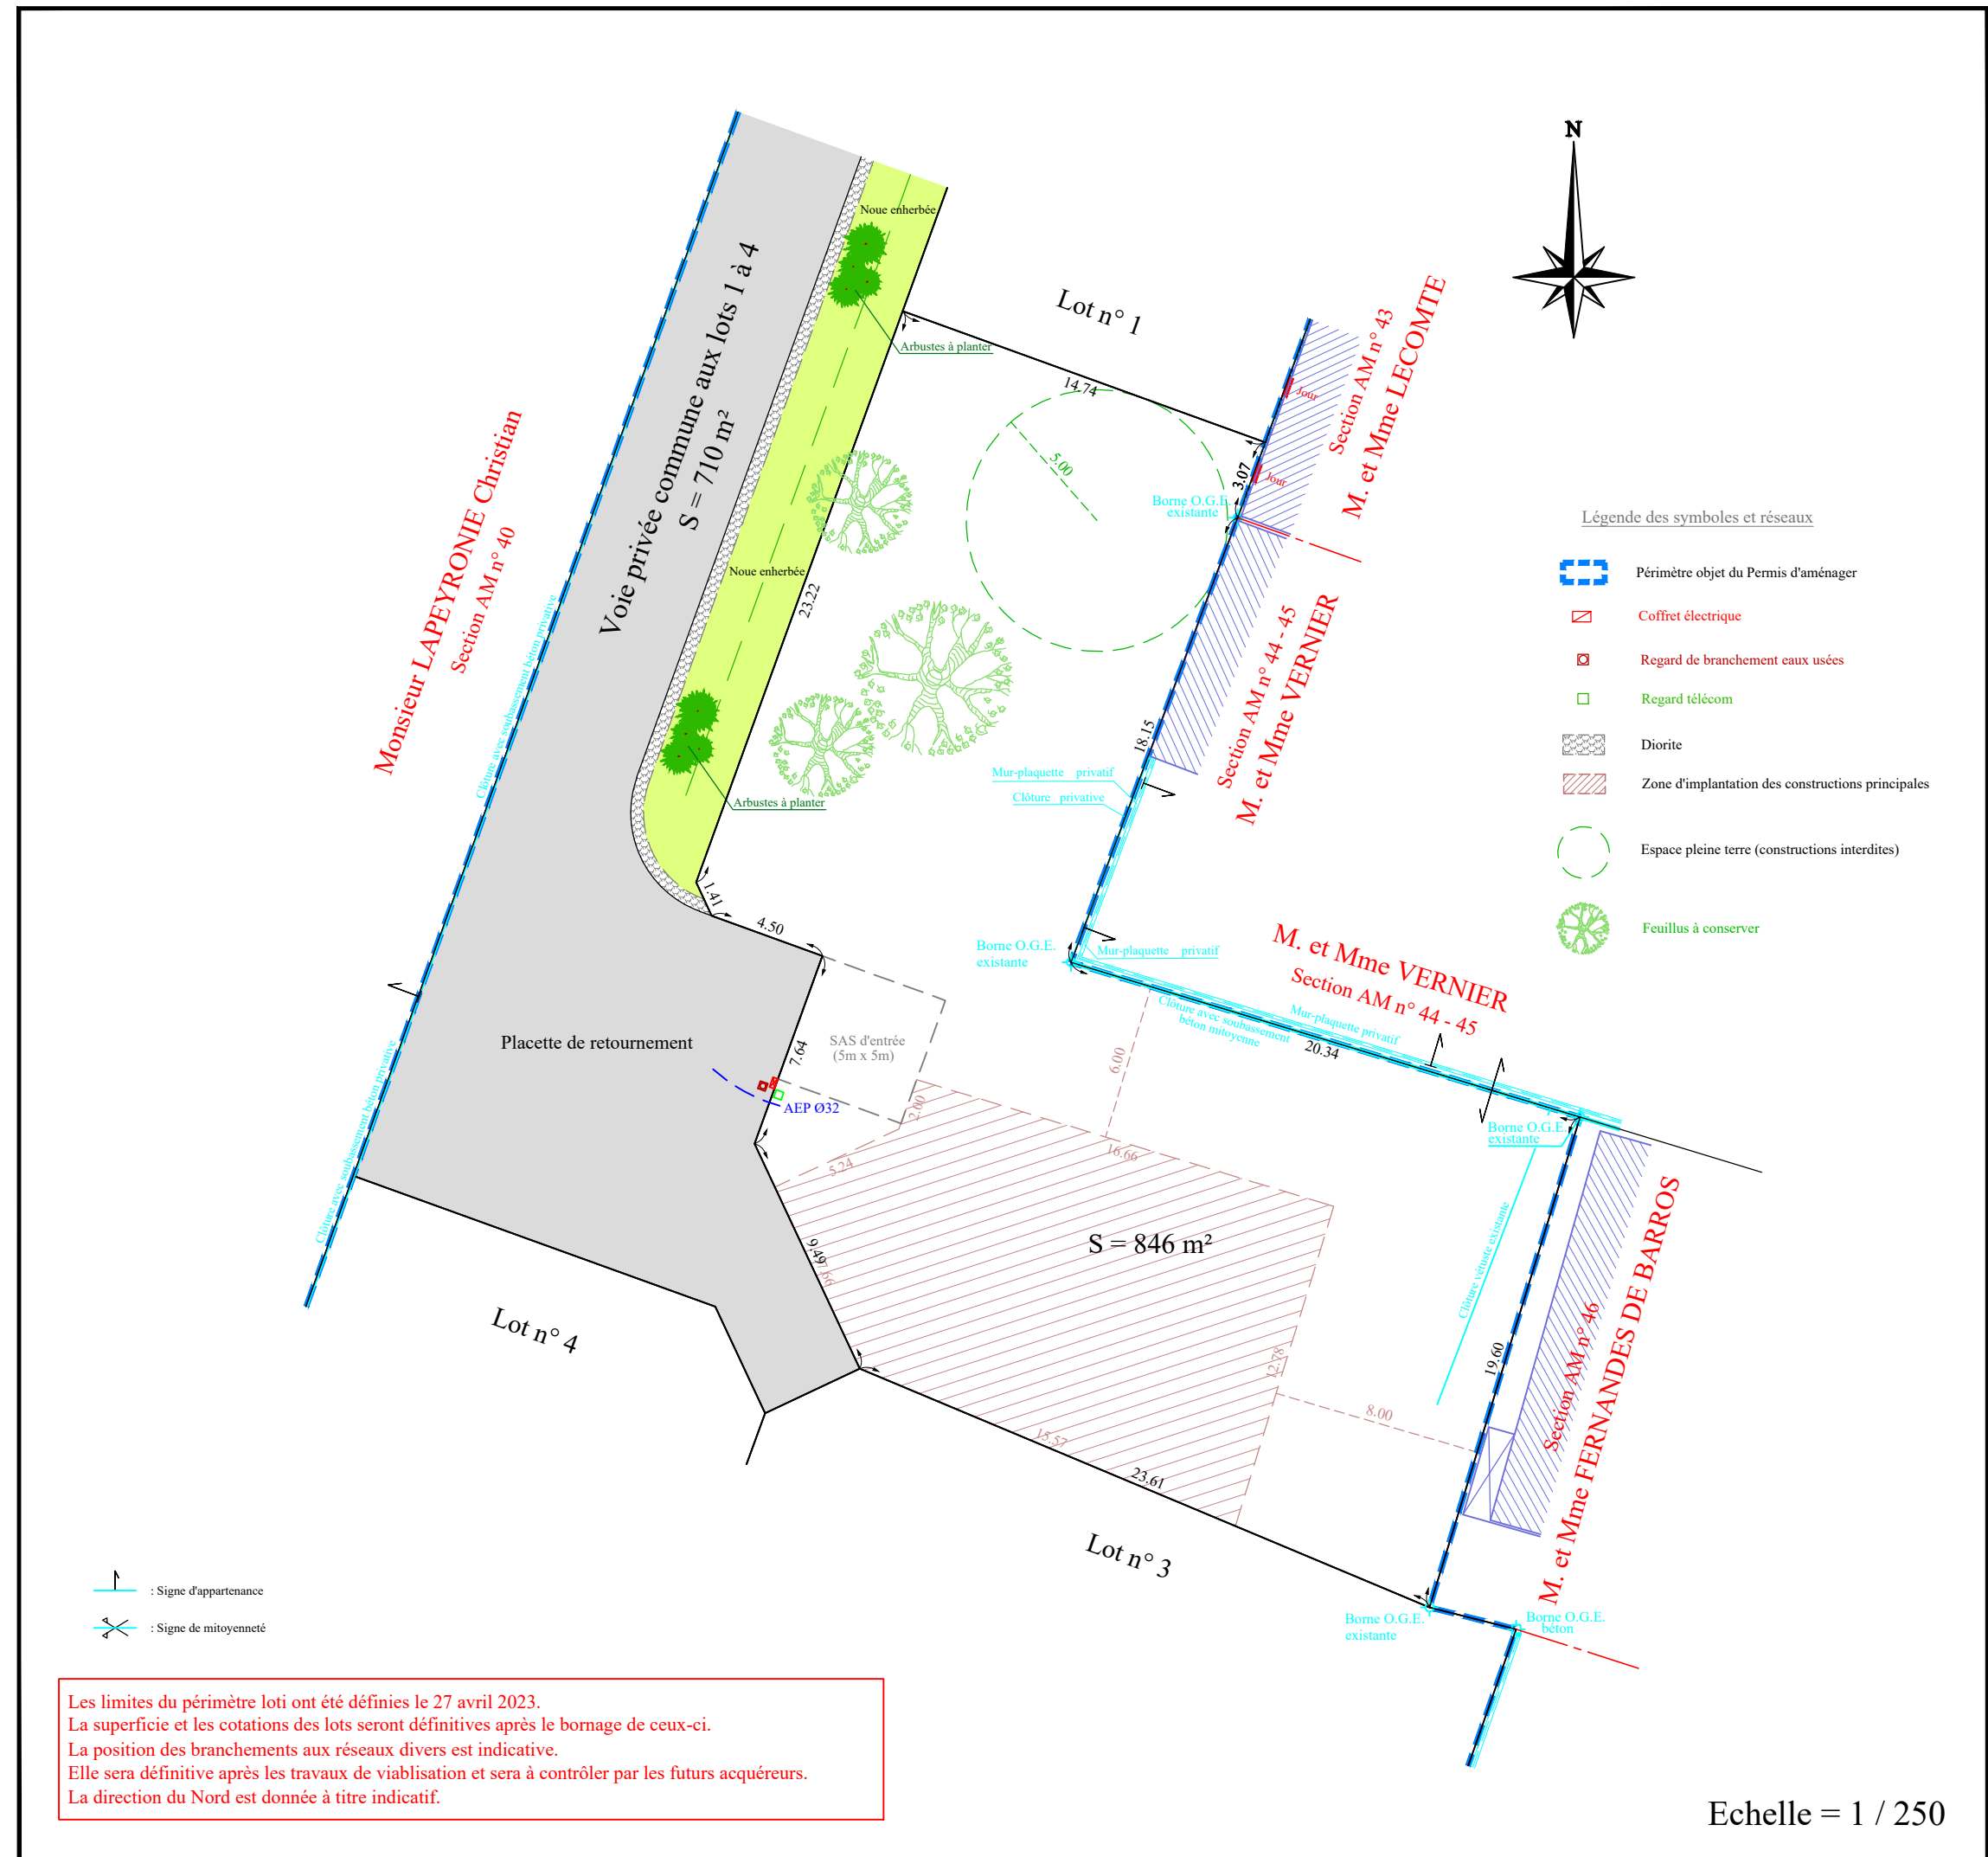 N
Noue enherbée
Voie privée commune aux lots 1 à 4
S = 710 m²
Arbustes à planter
Lot n° 1
14.74
5.00
Section AM n° 43
M. et Mme LECOMTE
Jour
Jour
3.07
Borne O.G.E.
existante
Monsieur LAPEYRONIE Christian
Section AM n° 40
Clôture avec soubassement béton privative
Noue enherbée
23.22
Section AM n° 44 - 45
M. et Mme VERNIER
18.15
Mur-plaquette privatif
Clôture privative
Arbustes à planter
1.41
4.50
Borne O.G.E.
existante
Mur-plaquette privatif
M. et Mme VERNIER
Section AM n° 44 - 45
Clôture avec soubassement
béton mitoyenne
Mur-plaquette privatif
20.34
Légende des symboles et réseaux
Périmètre objet du Permis d'aménager
Coffret électrique
Regard de branchement eaux usées
Regard télécom
Diorite
Zone d'implantation des constructions principales
Espace pleine terre (constructions interdites)
Feuillus à conserver
Placette de retournement
7.64
SAS d'entrée
(5m x 5m)
AEP Ø32
6.00
2.00
5.24
16.66
Borne O.G.E.
existante
Clôture avec soubassement béton privative
9.49
7.66
S = 846 m²
Clôture vétuste existante
19.60
Section AM n° 46
M. et Mme FERNANDES DE BARROS
12.78
8.00
15.57
23.61
Lot n° 4
Lot n° 3
Borne O.G.E.
existante
Borne O.G.E.
béton
: Signe d'appartenance
: Signe de mitoyenneté
Les limites du périmètre loti ont été définies le 27 avril 2023.
La superficie et les cotations des lots seront définitives après le bornage de ceux-ci.
La position des branchements aux réseaux divers est indicative.
Elle sera définitive après les travaux de viablisation et sera à contrôler par les futurs acquéreurs.
La direction du Nord est donnée à titre indicatif.
Echelle = 1 / 250